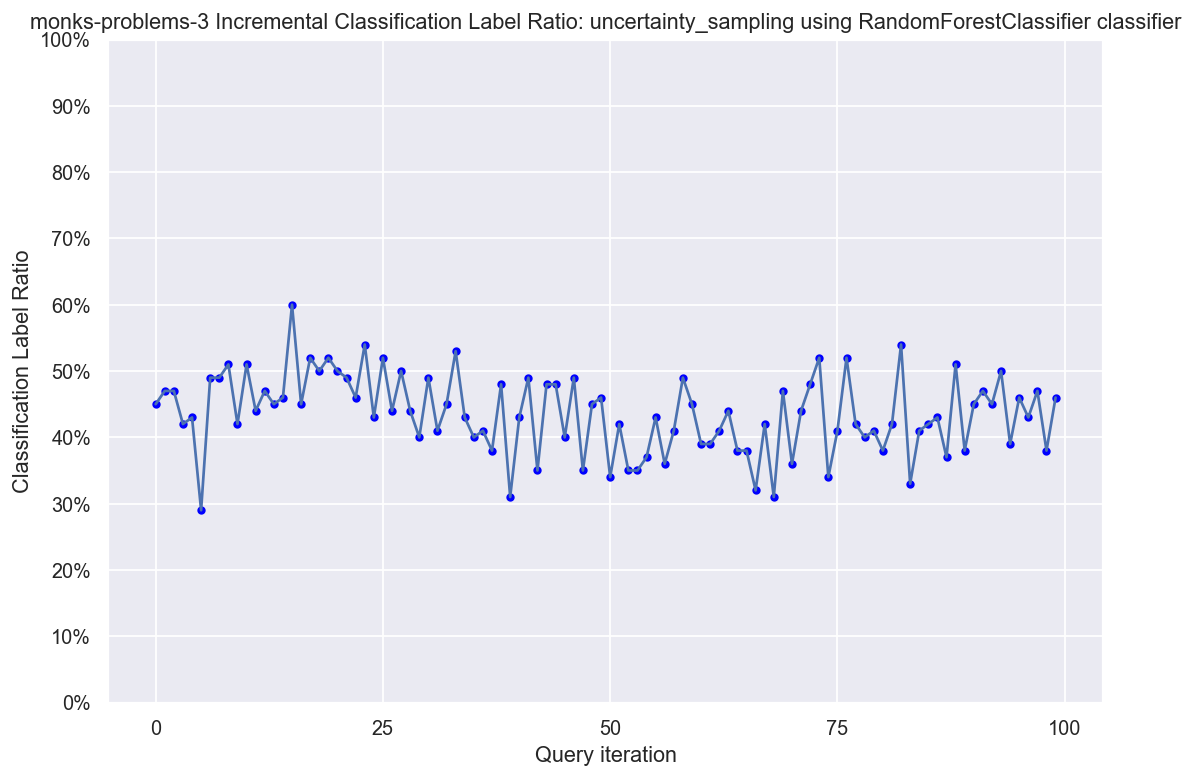 monks-problems-3 Incremental Classification Label Ratio: uncertainty_sampling using RandomForestClassifier classifier
100%
90%
80%
70%
60%
50%
40%
30%
20%
10%
0%
Classification Label Ratio
0 25 50 75 100
Query iteration